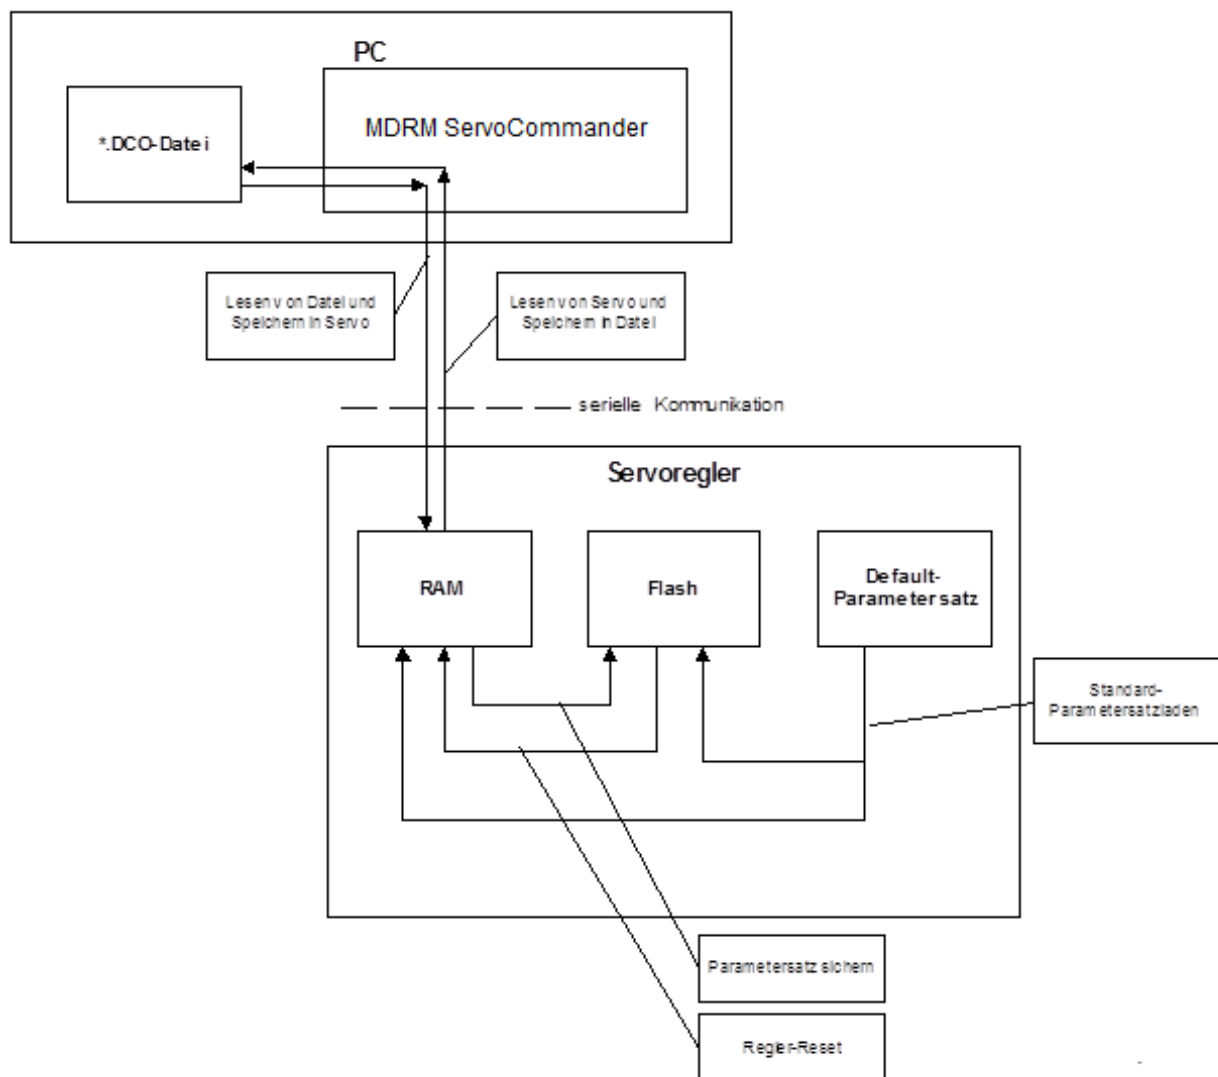 PC
*.DCO-Datei
MDRM ServoCommander
Lesen von Datei und
Speichern in Servo
Lesen von Servo und
Speichern in Datei
serielle Kommunikation
Servoregler
RAM
Flash
Default-
Parametersatz
Standard-
Parametersatz laden
Parametersatz sichern
Regler-Reset